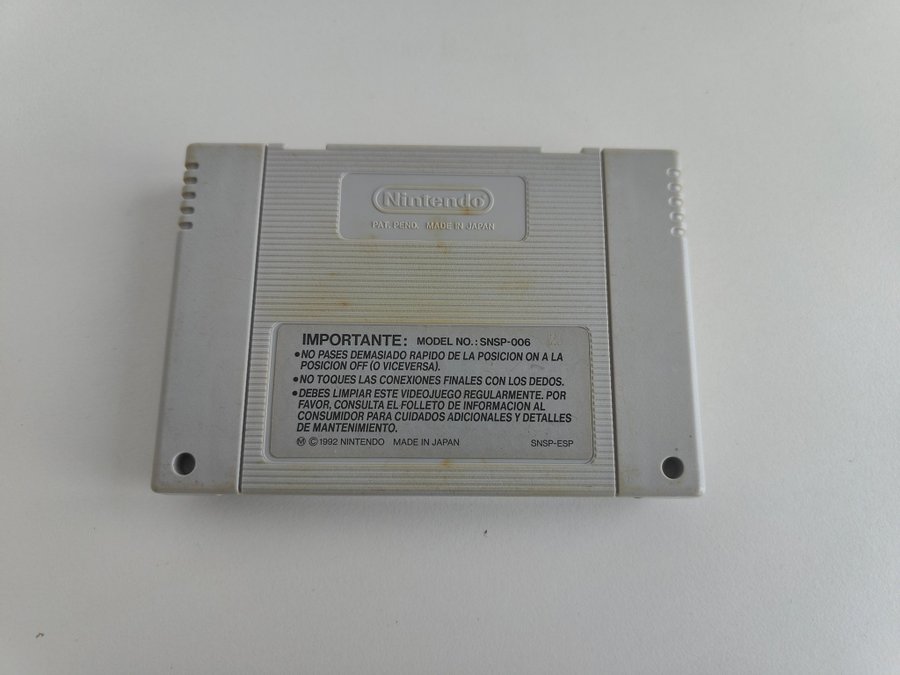 Nintendo
PAT. PEND. MADE IN JAPAN
IMPORTANTE: MODEL NO.: SNSP-006
•NO PASES DEMASIADO RAPIDO DE LA POSICION ON A LA
POSICION OFF (O VICEVERSA).
•NO TOQUES LAS CONEXIONES FINALES CON LOS DEDOS.
•DEBES LIMPIAR ESTE VIDEOJUEGO REGULARMENTE. POR
FAVOR, CONSULTA EL FOLLETO DE INFORMACION AL
CONSUMIDOR PARA CUIDADOS ADICIONALES Y DETALLES
DE MANTENIMIENTO.
Ⓜ ©1992 NINTENDO MADE IN JAPAN SNSP-ESP